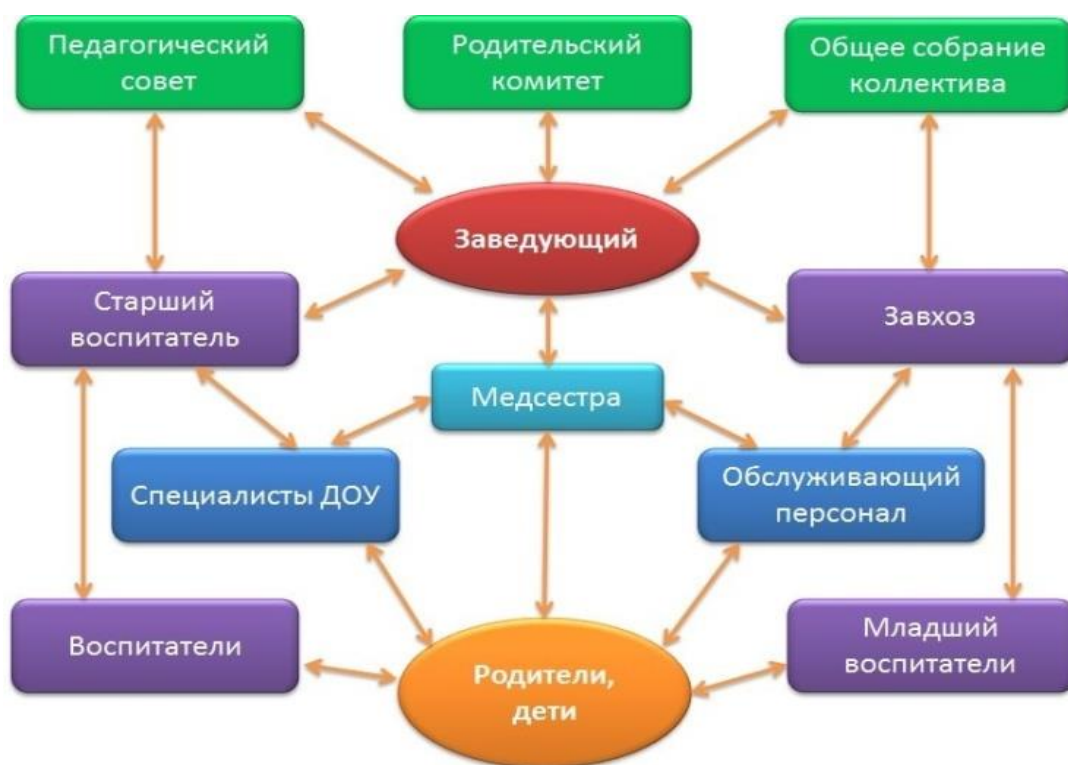 Педагогический
совет
Родительский
комитет
Общее собрание
коллектива
Заведующий
Старший
воспитатель
Завхоз
Медсестра
Специалисты ДОУ
Обслуживающий
персонал
Воспитатели
Родители,
дети
Младший
воспитатели